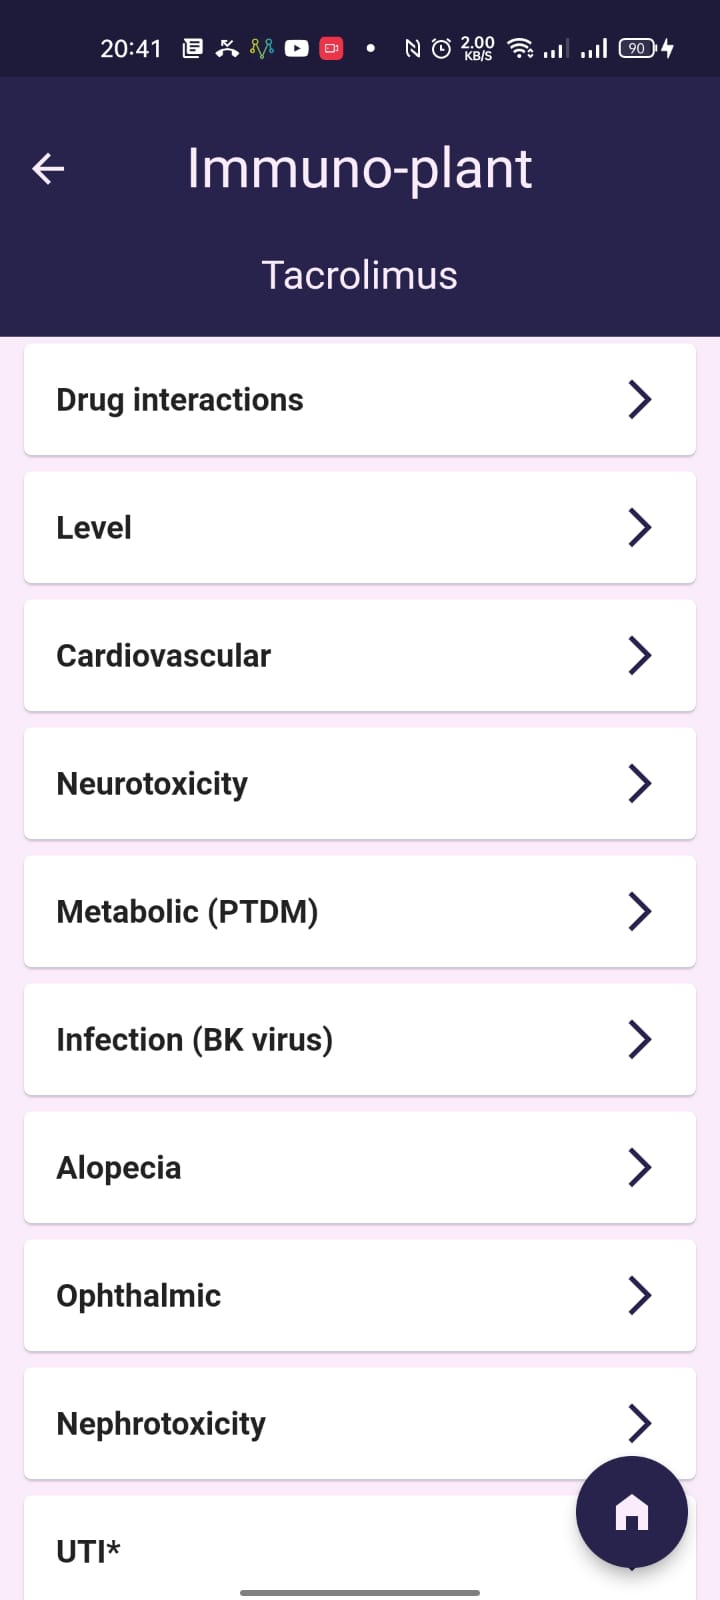 20:41
2.00
KB/S
90
Immuno-plant
Tacrolimus
Drug interactions
Level
Cardiovascular
Neurotoxicity
Metabolic (PTDM)
Infection (BK virus)
Alopecia
Ophthalmic
Nephrotoxicity
UTI*